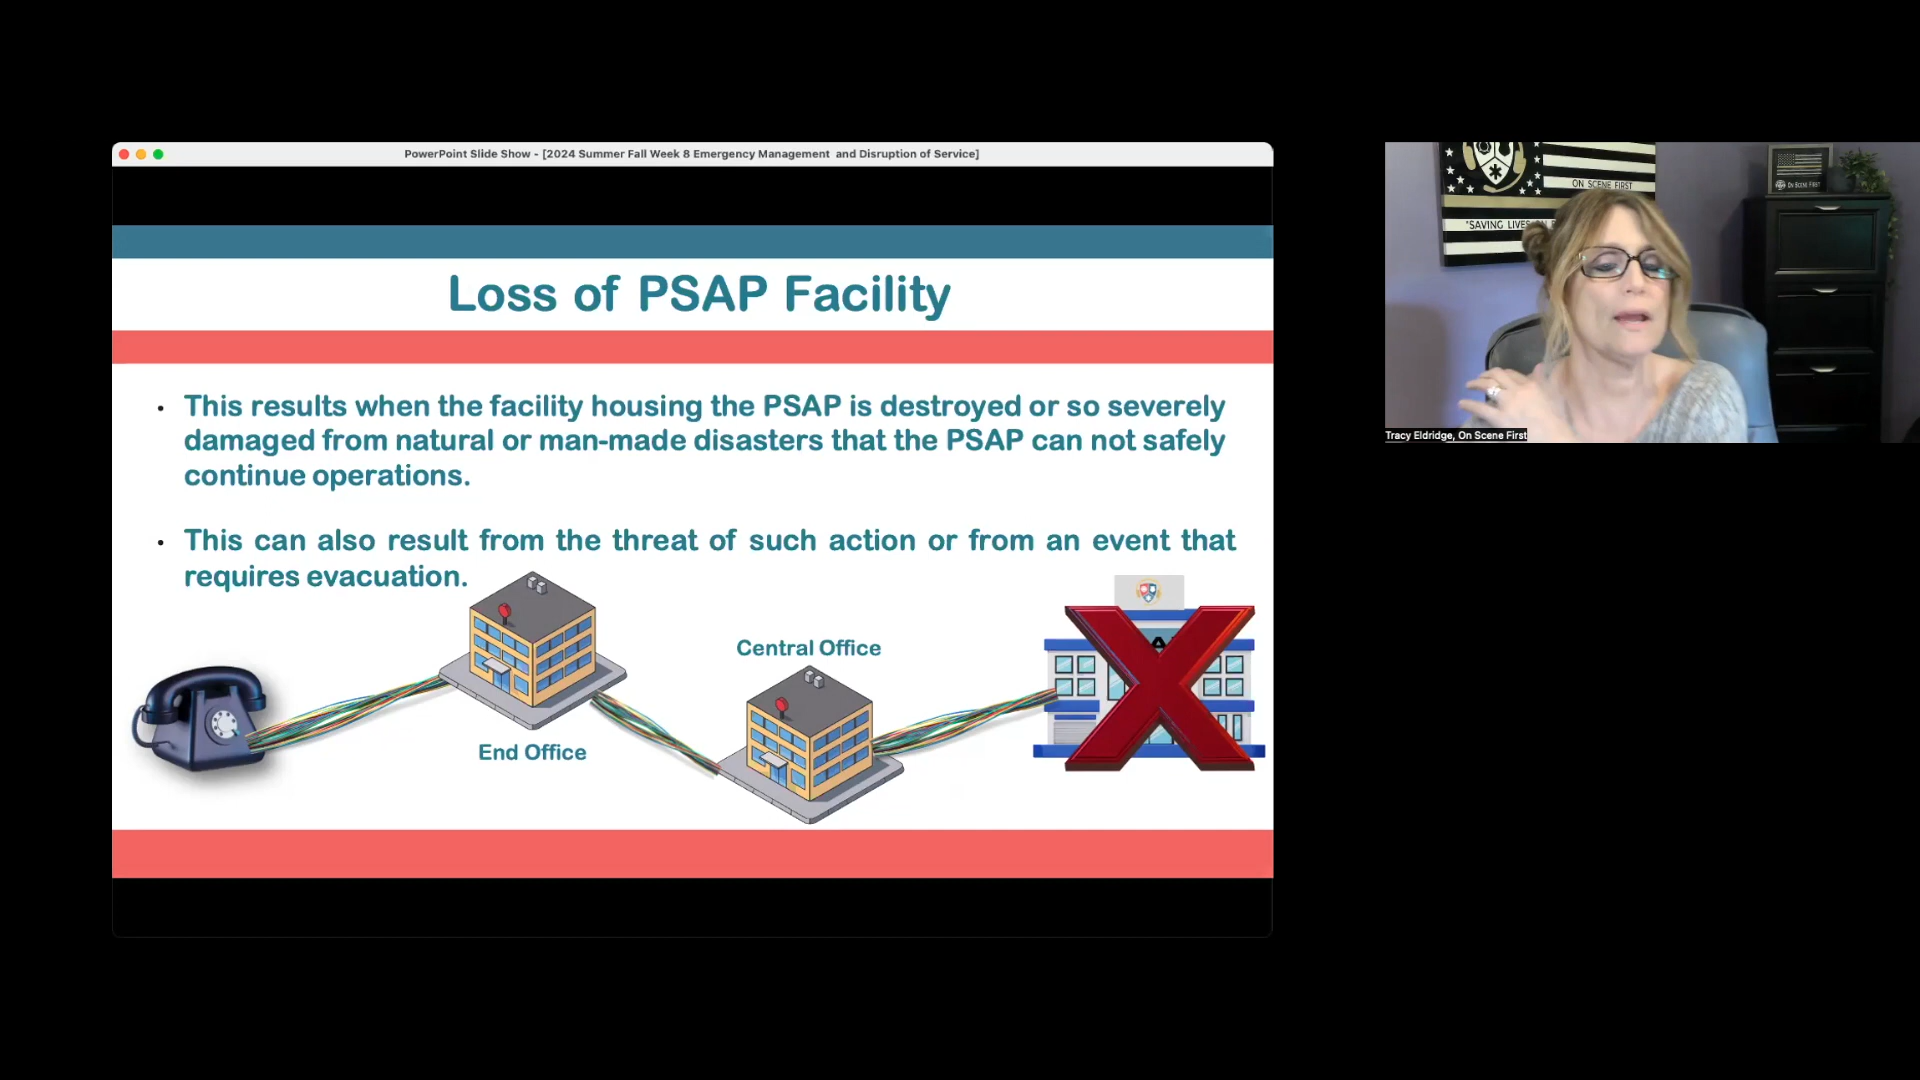 PowerPoint Slide Show - [2024 Summer Fall Week 8 Emergency Management  and Disruption of Service]
Loss of PSAP Facility
• This results when the facility housing the PSAP is destroyed or so severely
damaged from natural or man-made disasters that the PSAP can not safely
continue operations.
• This can also result from the threat of such action or from an event that
requires evacuation.
Central Office
End Office
ON SCENE FIRST
"SAVING LIVES
ON SCENE FIRST
Tracy Eldridge, On Scene First